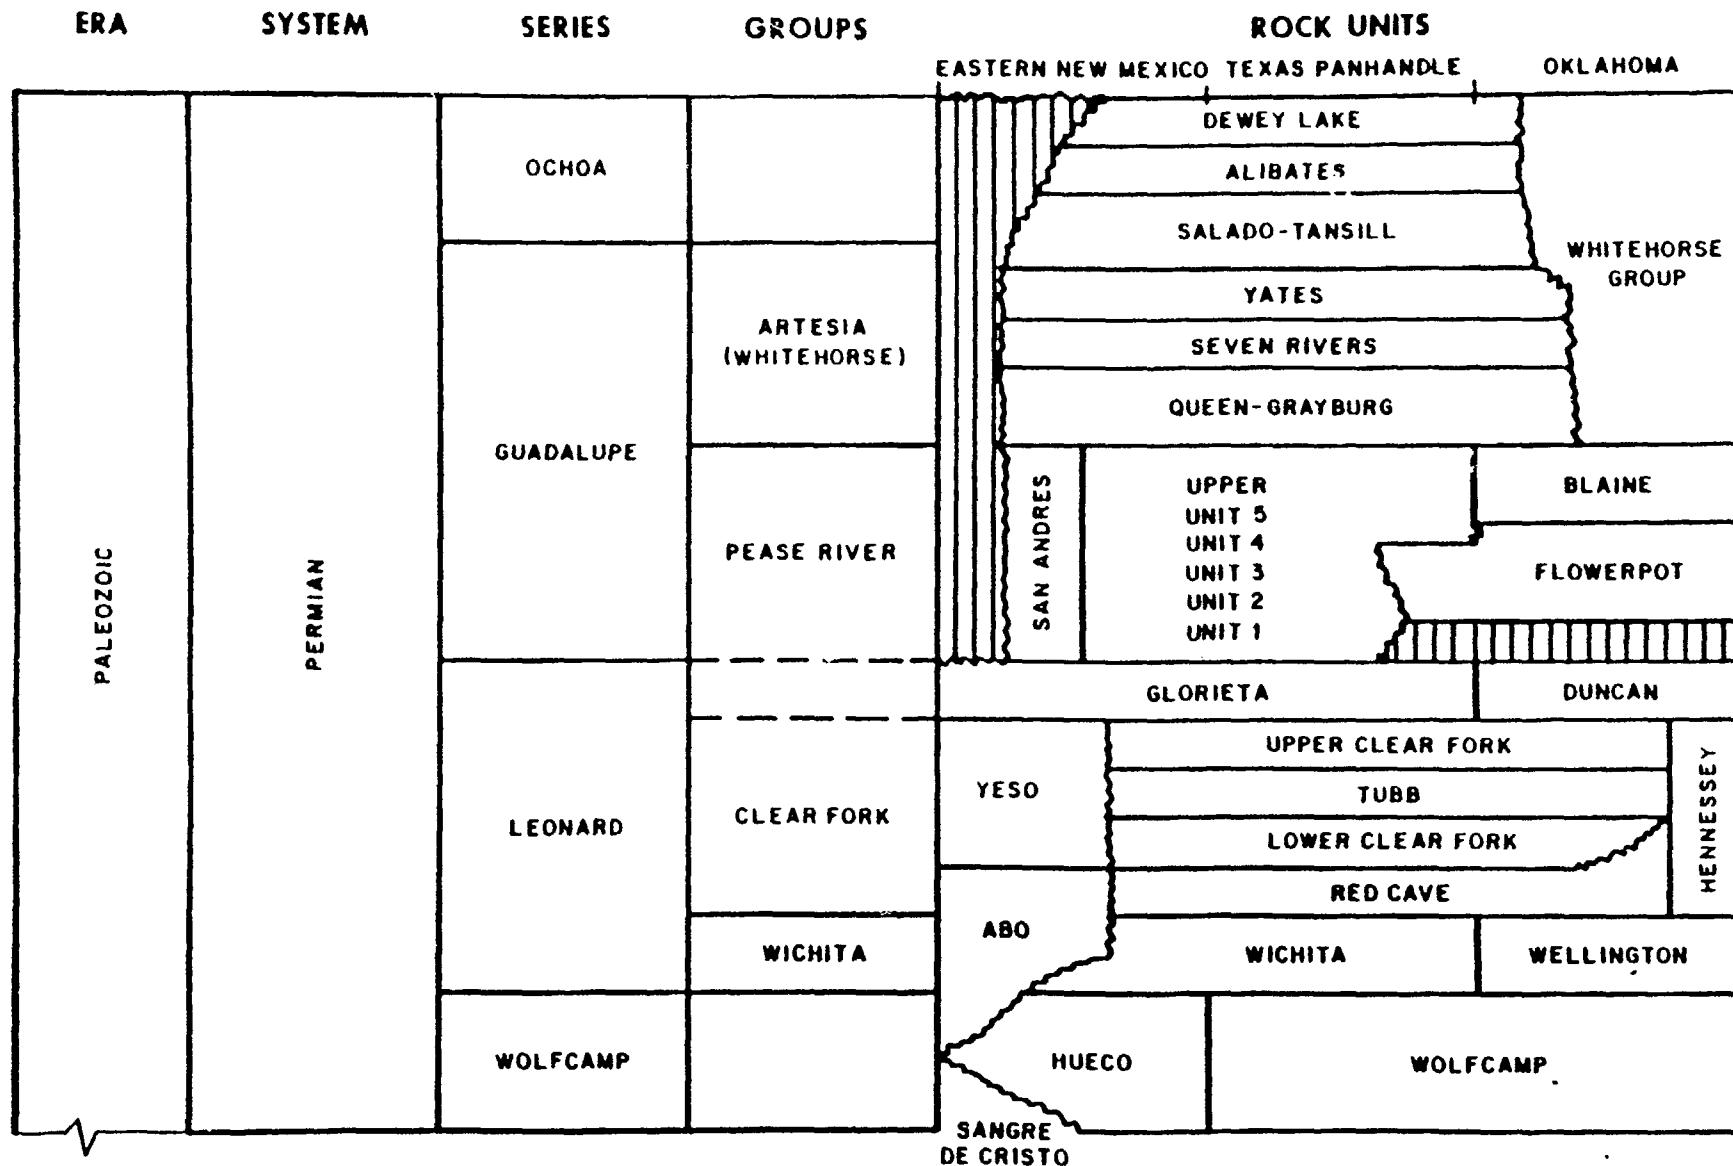 ERA SYSTEM SERIES GROUPS ROCK UNITS
EASTERN NEW MEXICO TEXAS PANHANDLE OKLAHOMA
PALEOZOIC
PERMIAN
OCHOA
GUADALUPE
LEONARD
WOLFCAMP
ARTESIA
(WHITEHORSE)
PEASE RIVER
CLEAR FORK
WICHITA
DEWEY LAKE
ALIBATES
SALADO-TANSILL
YATES
SEVEN RIVERS
QUEEN-GRAYBURG
WHITEHORSE
GROUP
SAN ANDRES
UPPER
UNIT 5
UNIT 4
UNIT 3
UNIT 2
UNIT 1
BLAINE
FLOWERPOT
GLORIETA
DUNCAN
YESO
UPPER CLEAR FORK
TUBB
LOWER CLEAR FORK
RED CAVE
HENNESSEY
ABO
WICHITA
WELLINGTON
HUECO
WOLFCAMP
SANGRE
DE CRISTO